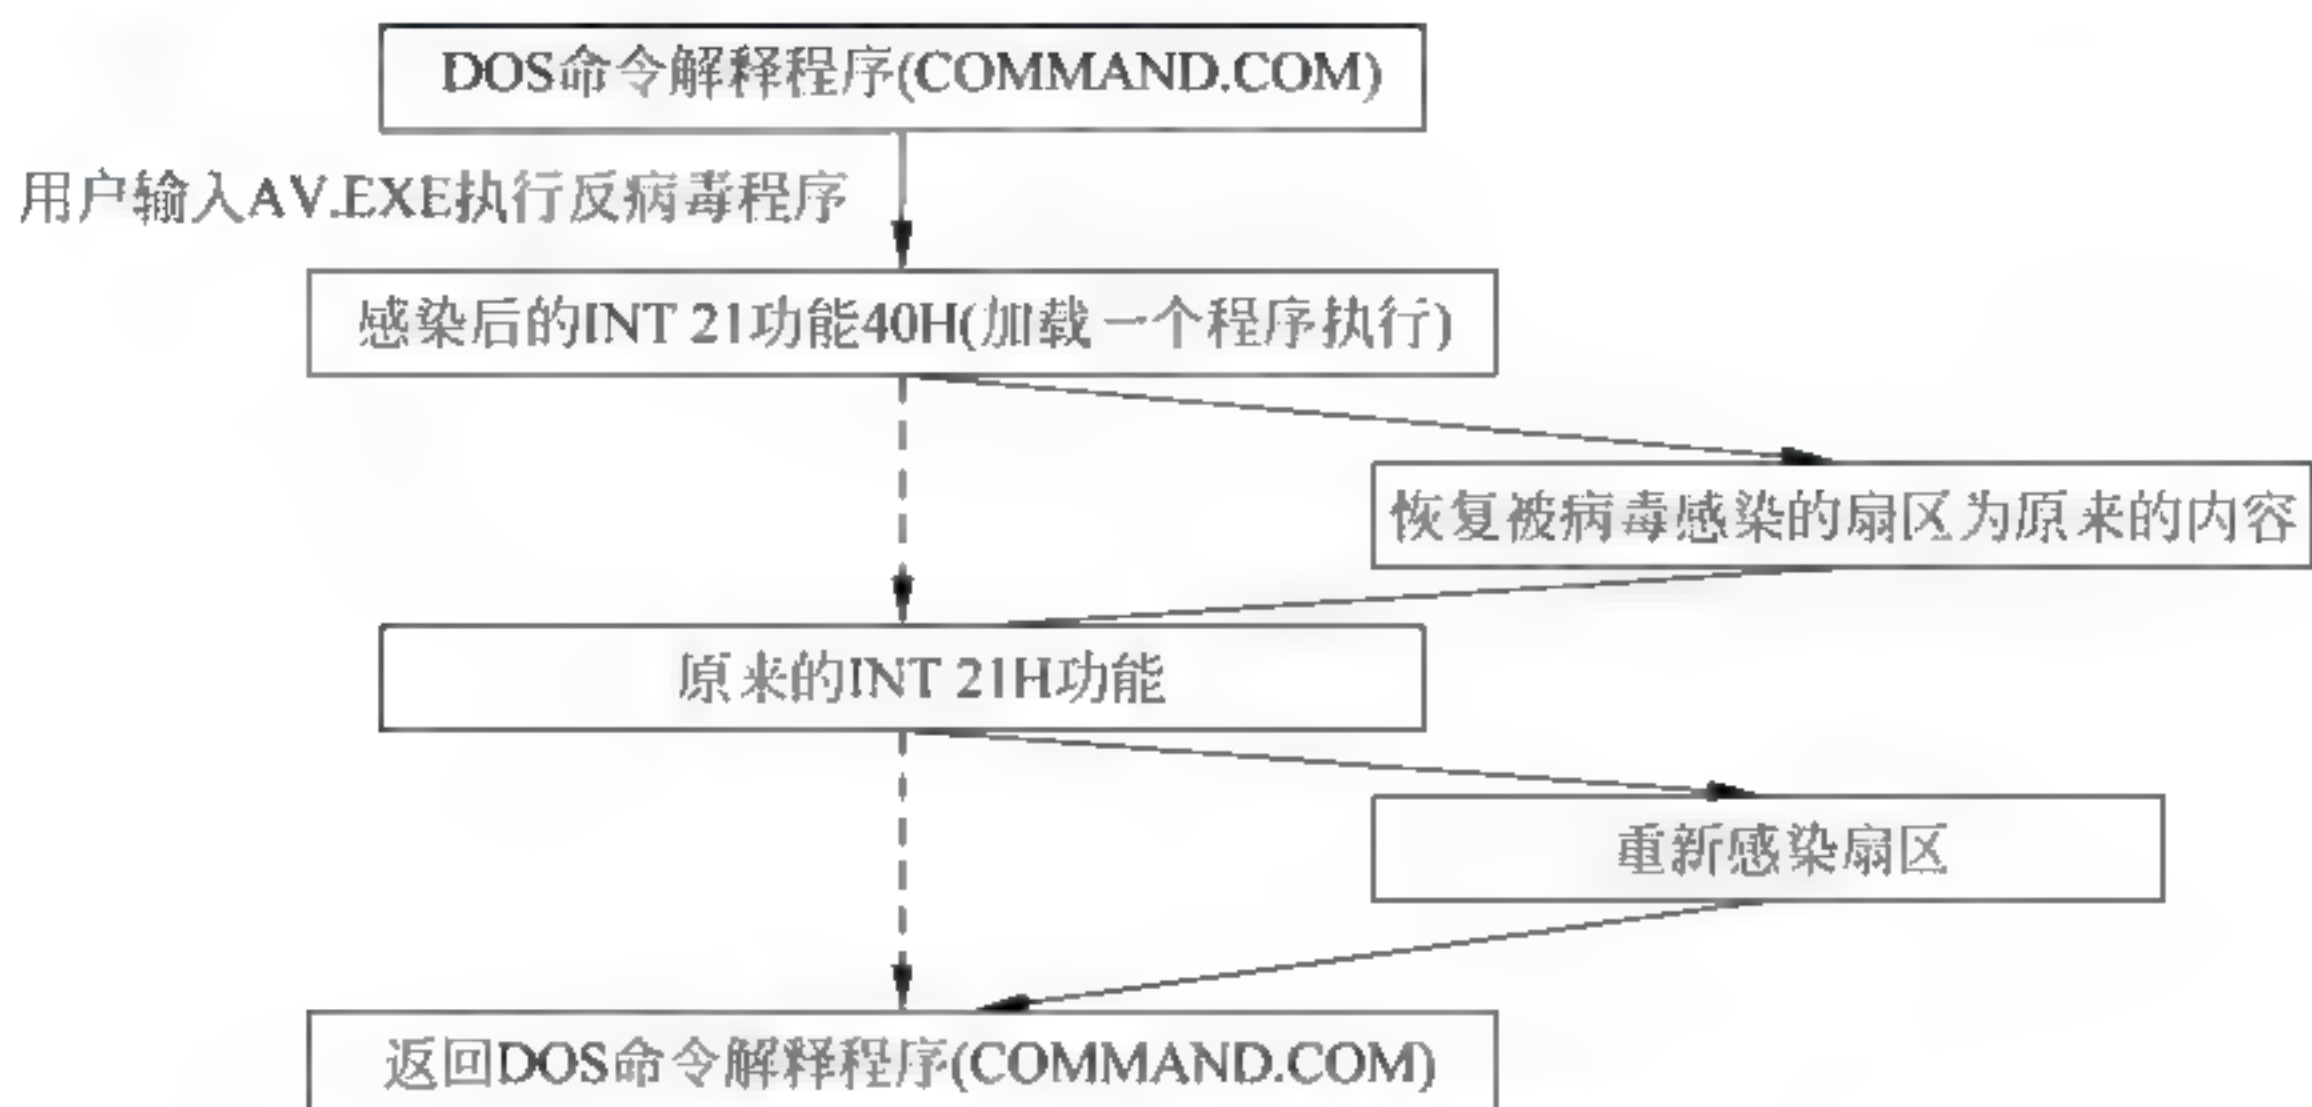 DOS命令解释程序(COMMAND.COM)
用户输入AV.EXE执行反病毒程序
感染后的INT 21功能40H(加载一个程序执行)
恢复被病毒感染的扇区为原来的内容
原来的INT 21H功能
重新感染扇区
返回DOS命令解释程序(COMMAND.COM)